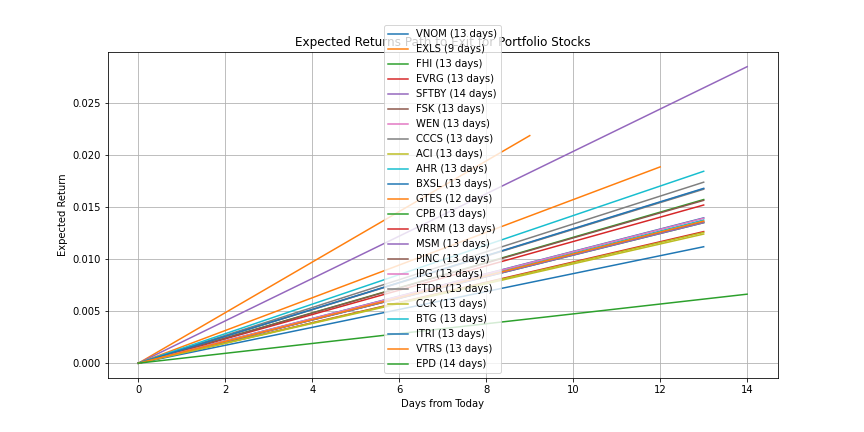 Expected Returns Path to Exit for Portfolio Stocks
VNOM (13 days)
EXLS (9 days)
FHI (13 days)
EVRG (13 days)
SFTBY (14 days)
FSK (13 days)
WEN (13 days)
CCCS (13 days)
ACI (13 days)
AHR (13 days)
BXSL (13 days)
GTES (12 days)
CPB (13 days)
VRRM (13 days)
MSM (13 days)
PINC (13 days)
IPG (13 days)
FTDR (13 days)
CCK (13 days)
BTG (13 days)
ITRI (13 days)
VTRS (13 days)
EPD (14 days)
Expected Return
0.025
0.020
0.015
0.010
0.005
0.000
0 2 4 6 8 10 12 14
Days from Today